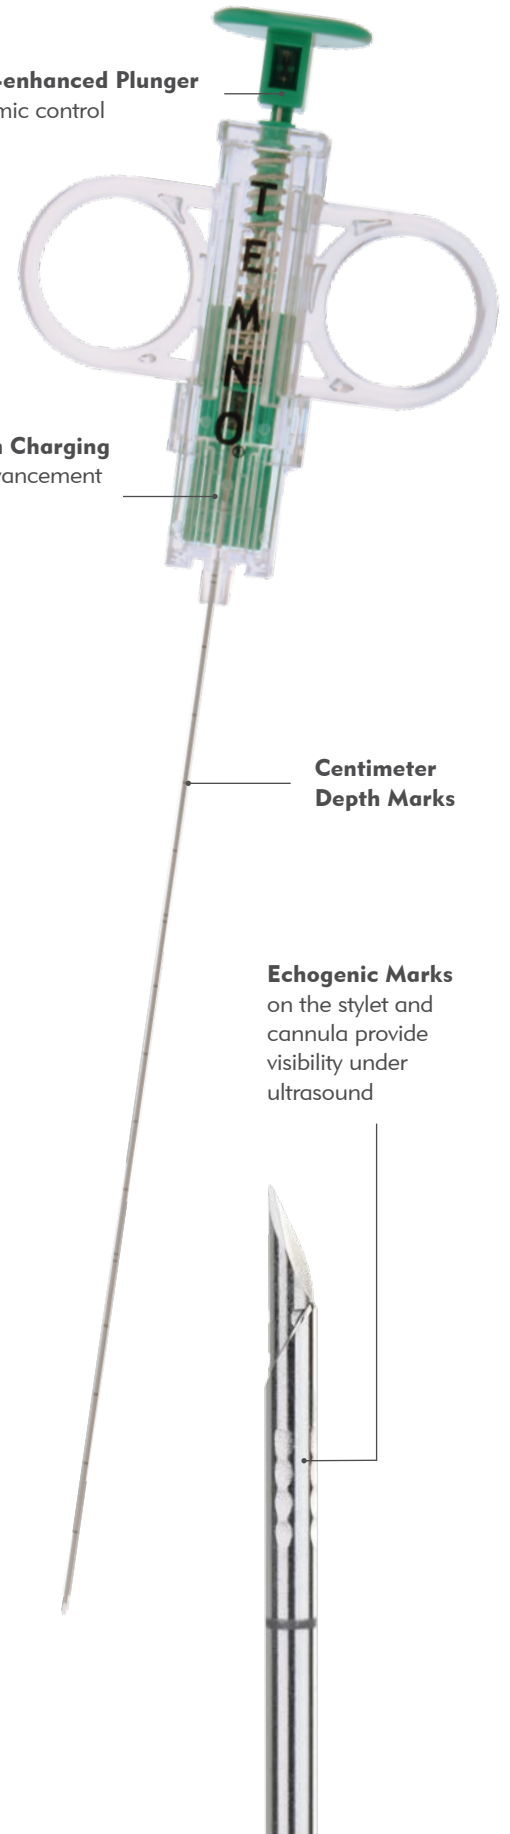 -enhanced Plunger
mic control
TEMNO®
Charging
vancement
Centimeter
Depth Marks
Echogenic Marks
on the stylet and
cannula provide
visibility under
ultrasound